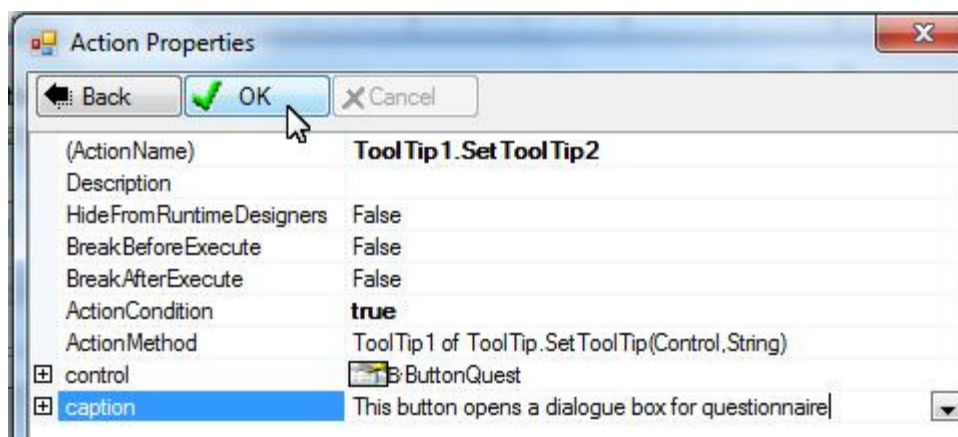 Action Properties
Back OK Cancel
(ActionName) ToolTip1.SetToolTip2
Description
HideFromRuntimeDesigners False
BreakBeforeExecute False
BreakAfterExecute False
ActionCondition true
ActionMethod ToolTip1 of ToolTip.SetToolTip(Control,String)
control ButtonQuest
caption This button opens a dialogue box for questionnaire